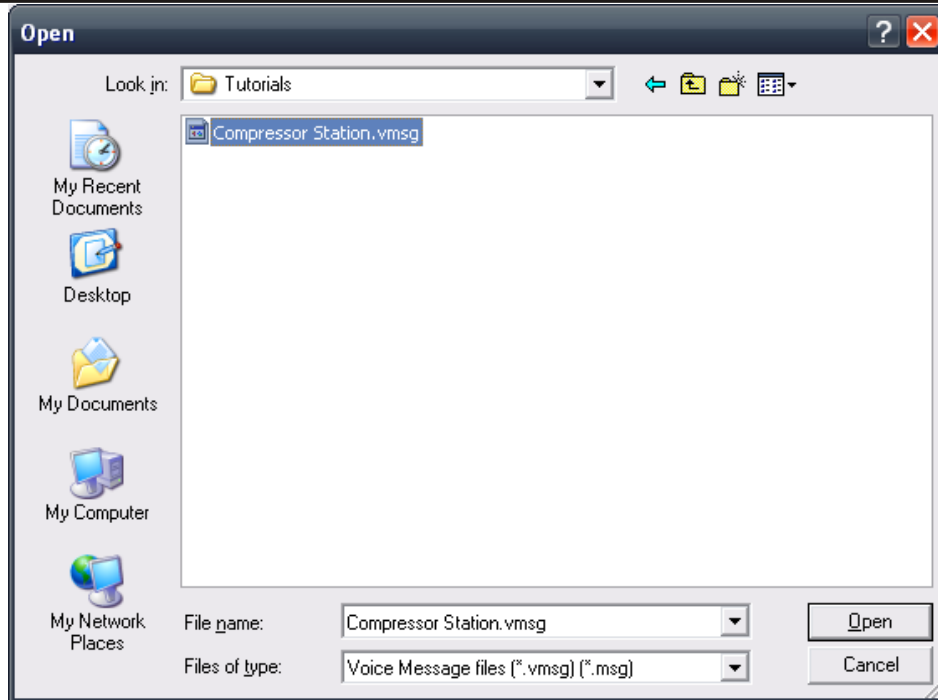 Open
Look in:
Tutorials
Compressor Station.vmsg
My Recent
Documents
Desktop
My Documents
My Computer
My Network
Places
File name:
Compressor Station.vmsg
Open
Files of type:
Voice Message files (*.vmsg) (*.msg)
Cancel